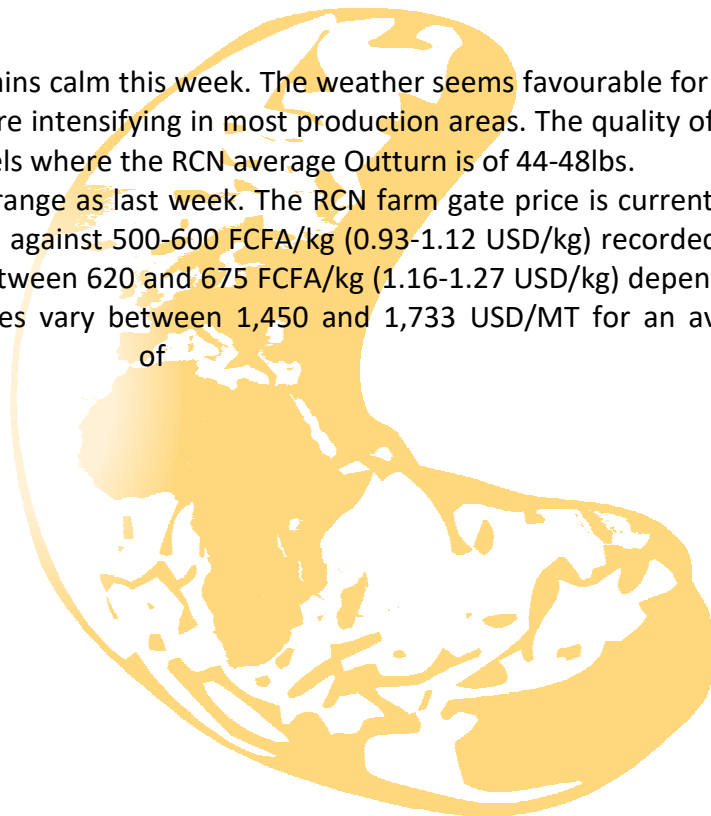 ins calm this week. The weather seems favourable for
re intensifying in most production areas. The quality of
els where the RCN average Outturn is of 44-48lbs.
range as last week. The RCN farm gate price is current
against 500-600 FCFA/kg (0.93-1.12 USD/kg) recorded
tween 620 and 675 FCFA/kg (1.16-1.27 USD/kg) depen
es vary between 1,450 and 1,733 USD/MT for an av
of